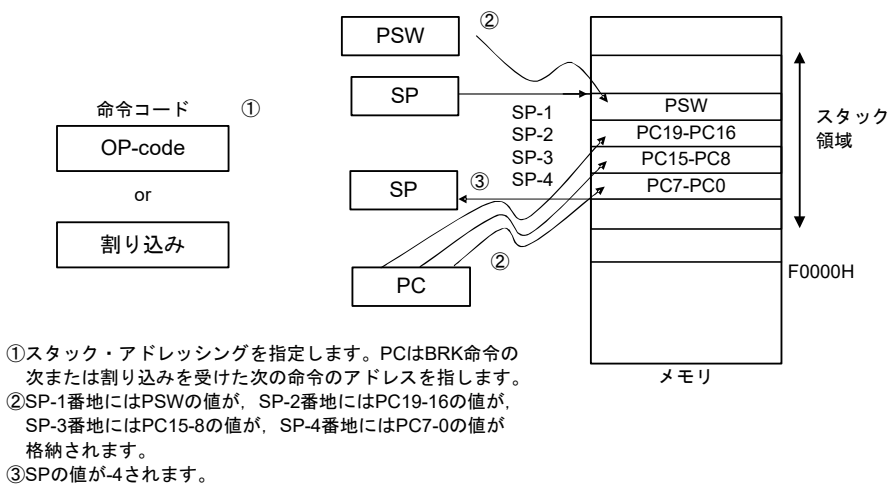 PSW
②
SP
命令コード ①
OP-code
or
割り込み
SP-1
SP-2
SP-3
SP-4
PSW
PC19-PC16
PC15-PC8
PC7-PC0
スタック
領域
SP
③
②
PC
F0000H
メモリ
①スタック・アドレッシングを指定します。PCはBRK命令の
次または割り込みを受けた次の命令のアドレスを指します。
②SP-1番地にはPSWの値が，SP-2番地にはPC19-16の値が，
SP-3番地にはPC15-8の値が，SP-4番地にはPC7-0の値が
格納されます。
③SPの値が-4されます。